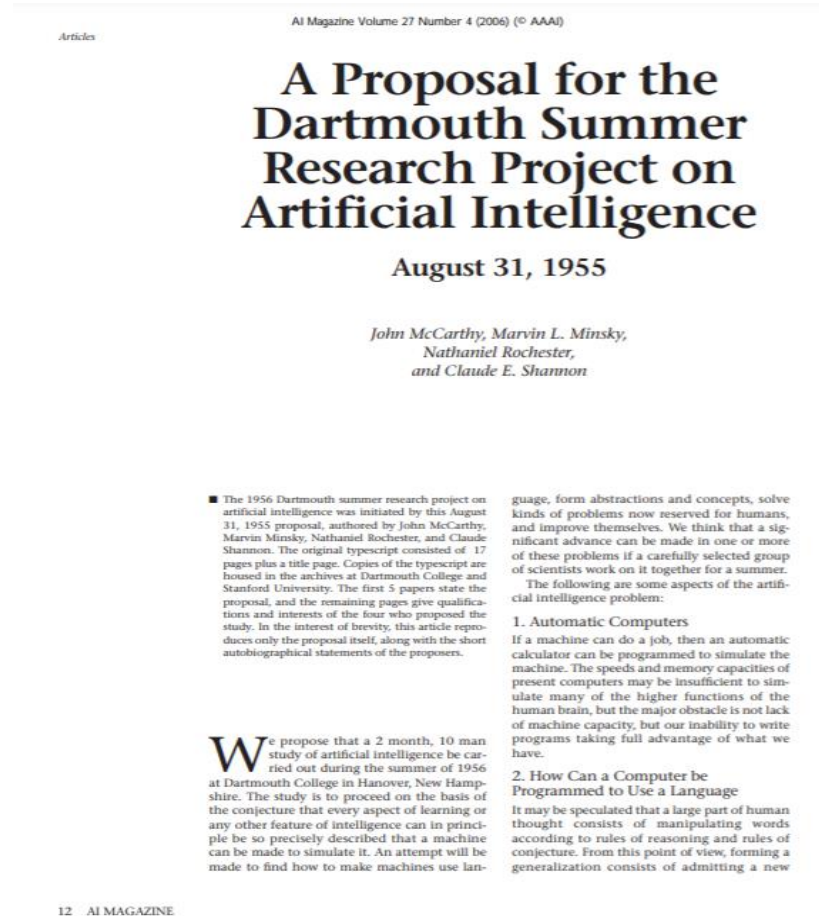 AI Magazine Volume 27 Number 4 (2006) (© AAAI)
Articles
A Proposal for the
Dartmouth Summer
Research Project on
Artificial Intelligence
August 31, 1955
John McCarthy, Marvin L. Minsky,
Nathaniel Rochester,
and Claude E. Shannon
■ The 1956 Dartmouth summer research project on
artificial intelligence was initiated by this August
31, 1955 proposal, authored by John McCarthy,
Marvin Minsky, Nathaniel Rochester, and Claude
Shannon. The original typescript consisted of 17
pages plus a title page. Copies of the typescript are
housed in the archives at Dartmouth College and
Stanford University. The first 5 papers state the
proposal, and the remaining pages give qualifica-
tions and interests of the four who proposed the
study. In the interest of brevity, this article repro-
duces only the proposal itself, along with the short
autobiographical statements of the proposers.
We propose that a 2 month, 10 man
study of artificial intelligence be car-
ried out during the summer of 1956
at Dartmouth College in Hanover, New Hamp-
shire. The study is to proceed on the basis of
the conjecture that every aspect of learning or
any other feature of intelligence can in princi-
ple be so precisely described that a machine
can be made to simulate it. An attempt will be
made to find how to make machines use lan-
guage, form abstractions and concepts, solve
kinds of problems now reserved for humans,
and improve themselves. We think that a sig-
nificant advance can be made in one or more
of these problems if a carefully selected group
of scientists work on it together for a summer.
The following are some aspects of the artifi-
cial intelligence problem:
1. Automatic Computers
If a machine can do a job, then an automatic
calculator can be programmed to simulate the
machine. The speeds and memory capacities of
present computers may be insufficient to sim-
ulate many of the higher functions of the
human brain, but the major obstacle is not lack
of machine capacity, but our inability to write
programs taking full advantage of what we
have.
2. How Can a Computer be
Programmed to Use a Language
It may be speculated that a large part of human
thought consists of manipulating words
according to rules of reasoning and rules of
conjecture. From this point of view, forming a
generalization consists of admitting a new
12 AI MAGAZINE